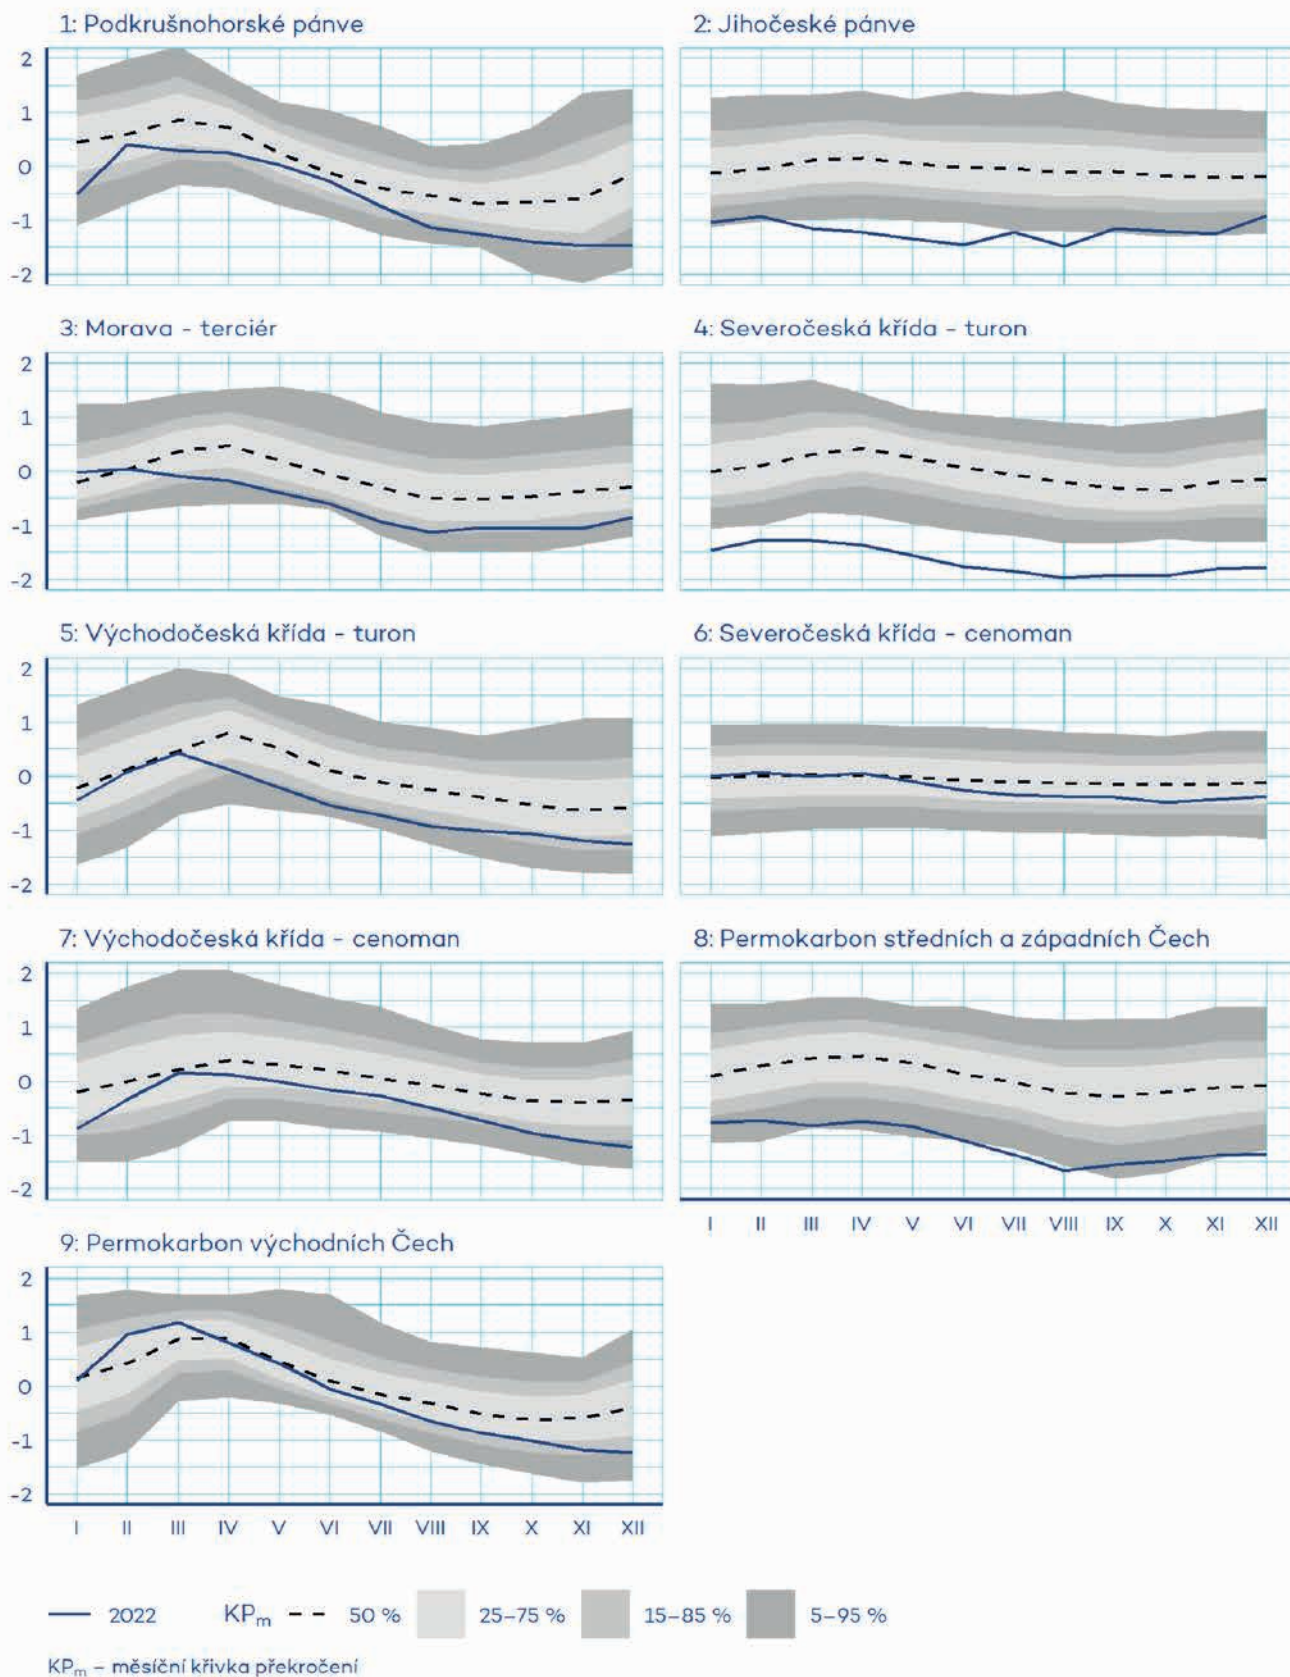 1: Podkrušnohorské pánve
2: Jihočeské pánve
2
1
0
-1
-2
3: Morava - terciér
4: Severočeská křída - turon
2
1
0
-1
-2
5: Východočeská křída - turon
6: Severočeská křída - cenoman
2
1
0
-1
-2
7: Východočeská křída - cenoman
8: Permokarbon středních a západních Čech
2
1
0
-1
-2
I II III IV V VI VII VIII IX X XI XII
9: Permokarbon východních Čech
2
1
0
-1
-2
I II III IV V VI VII VIII IX X XI XII
2022 KPm 50 % 25–75 % 15–85 % 5–95 %
KPm – měsíční křivka překročení